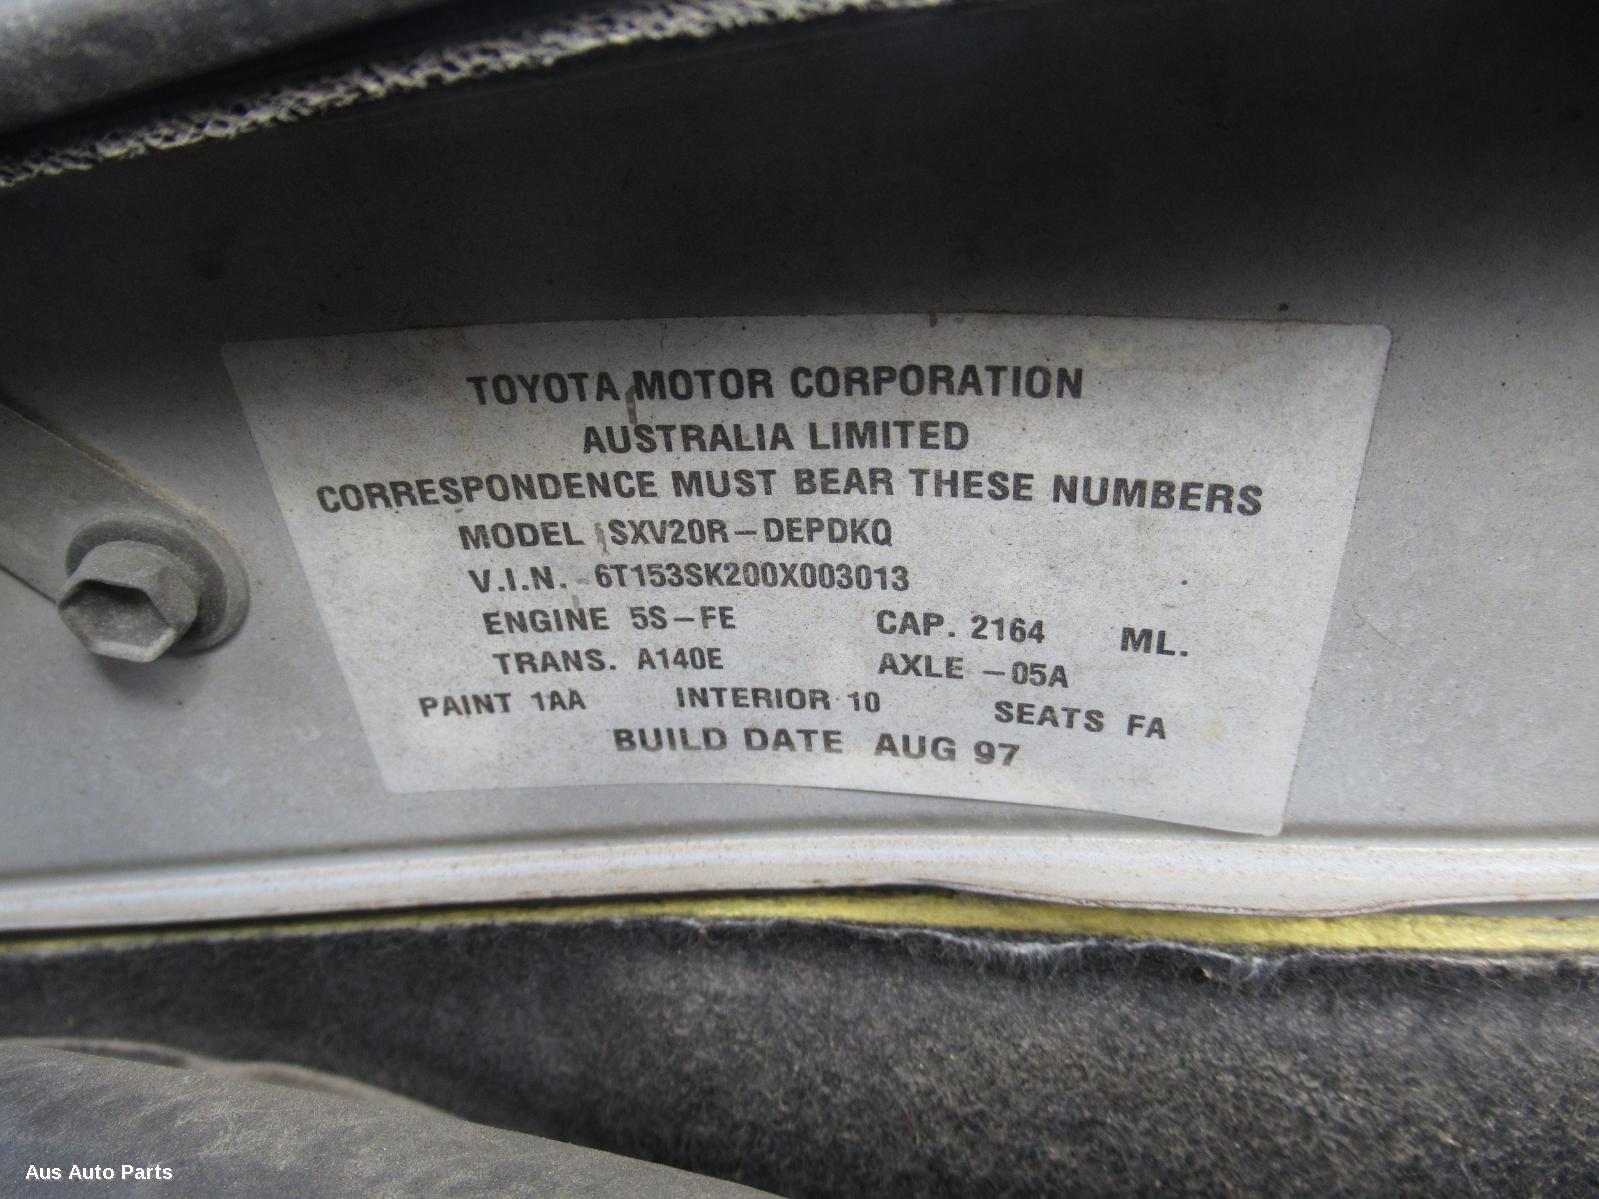 TOYOTA MOTOR CORPORATION
AUSTRALIA LIMITED
CORRESPONDENCE MUST BEAR THESE NUMBERS
MODEL SXV20R-DEPDKQ
V.I.N. 6T153SK200X003013
ENGINE 5S-FE CAP. 2164 ML.
TRANS. A140E AXLE -05A
PAINT 1AA INTERIOR 10 SEATS FA
BUILD DATE AUG 97
Aus Auto Parts